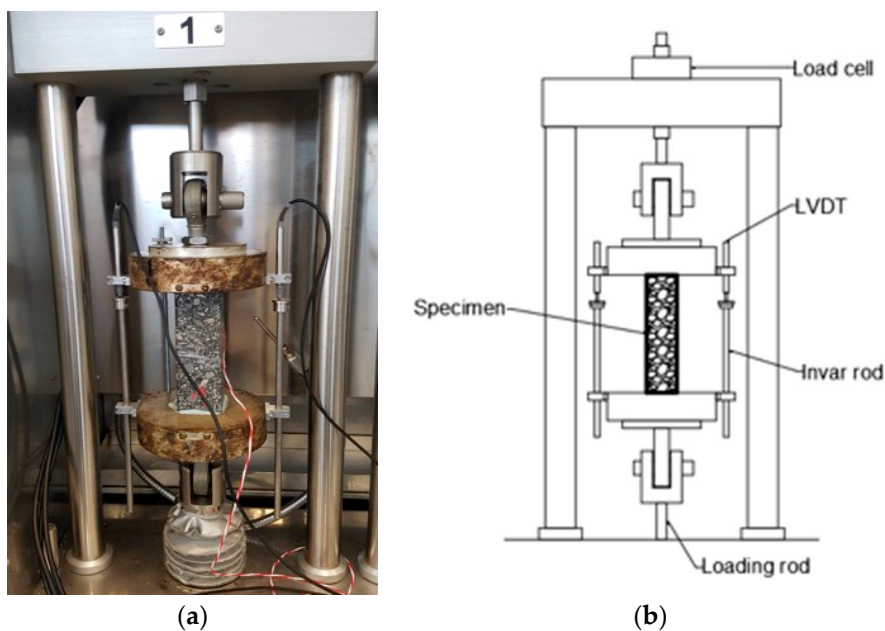 1
Load cell
LVDT
Specimen
Invar rod
Loading rod
(a)
(b)